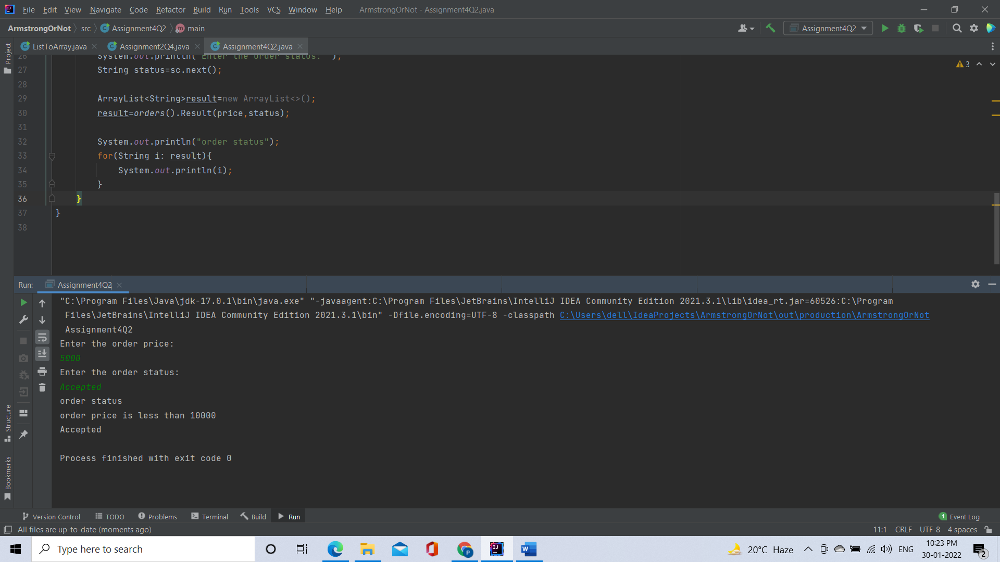 File Edit View Navigate Code Refactor Build Run Tools VCS Window Help ArmstrongOrNot - Assignment4Q2.java
ArmstrongOrNot src Assignment4Q2 main Assignment4Q2
ListToArray.java Assignment2Q4.java Assignment4Q2.java
Project
26 System.out.println("Enter the order status: ");
27 String status=sc.next();
3
28
29 ArrayList<String>result=new ArrayList<>();
30 result=orders().Result(price,status);
31
32 System.out.println("order status");
33 for(String i: result){
34 System.out.println(i);
35 }
36 }
37 }
38
Run: Assignment4Q2
"C:\Program Files\Java\jdk-17.0.1\bin\java.exe" "-javaagent:C:\Program Files\JetBrains\IntelliJ IDEA Community Edition 2021.3.1\lib\idea_rt.jar=60526:C:\Program
Files\JetBrains\IntelliJ IDEA Community Edition 2021.3.1\bin" -Dfile.encoding=UTF-8 -classpath C:\Users\dell\IdeaProjects\ArmstrongOrNot\out\production\ArmstrongOrNot
Assignment4Q2
Enter the order price:
5000
Enter the order status:
Accepted
order status
order price is less than 10000
Accepted
Process finished with exit code 0
Structure
Bookmarks
Version Control TODO Problems Terminal Build Run 1 Event Log
All files are up-to-date (moments ago) 11:1 CRLF UTF-8 4 spaces
Type here to search 20°C Haze ENG 10:23 PM
30-01-2022 2